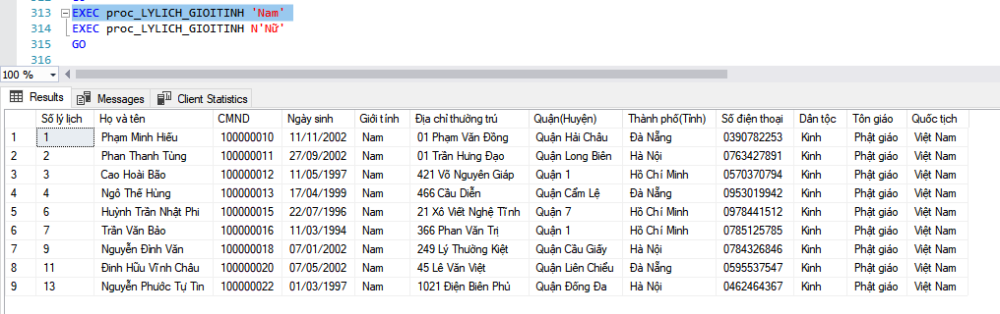 313 EXEC proc_LYLICH_GIOITINH 'Nam'
314 EXEC proc_LYLICH_GIOITINH N'Nữ'
315 GO
316
100 %
Results Messages Client Statistics
Số lý lịch Họ và tên CMND Ngày sinh Giới tính Địa chỉ thường trú Quận(Huyện) Thành phố(Tỉnh) Số điện thoại Dân tộc Tôn giáo Quốc tịch
1 1 Phạm Minh Hiếu 100000010 11/11/2002 Nam 01 Phạm Văn Đồng Quận Hải Châu Đà Nẵng 0390782253 Kinh Phật giáo Việt Nam
2 2 Phan Thanh Tùng 100000011 27/09/2002 Nam 01 Trần Hưng Đạo Quận Long Biên Hà Nội 0763427891 Kinh Phật giáo Việt Nam
3 3 Cao Hoài Bão 100000012 11/05/1997 Nam 421 Võ Nguyên Giáp Quận 1 Hồ Chí Minh 0570370794 Kinh Phật giáo Việt Nam
4 4 Ngô Thế Hùng 100000013 17/04/1999 Nam 466 Cầu Diễn Quận Cẩm Lệ Đà Nẵng 0953019942 Kinh Phật giáo Việt Nam
5 6 Huỳnh Trần Nhật Phi 100000015 22/07/1996 Nam 21 Xô Viết Nghệ Tĩnh Quận 7 Hồ Chí Minh 0978441512 Kinh Phật giáo Việt Nam
6 7 Trần Văn Bảo 100000016 11/03/1994 Nam 366 Phan Văn Trị Quận 1 Hồ Chí Minh 0785125785 Kinh Phật giáo Việt Nam
7 9 Nguyễn Đình Văn 100000018 07/01/2002 Nam 249 Lý Thường Kiệt Quận Cầu Giấy Hà Nội 0784326846 Kinh Phật giáo Việt Nam
8 11 Đinh Hữu Vĩnh Châu 100000020 07/05/2002 Nam 45 Lê Văn Việt Quận Liên Chiểu Đà Nẵng 0595537547 Kinh Phật giáo Việt Nam
9 13 Nguyễn Phước Tự Tin 100000022 01/03/1997 Nam 1021 Điện Biên Phủ Quận Đống Đa Hà Nội 0462464367 Kinh Phật giáo Việt Nam